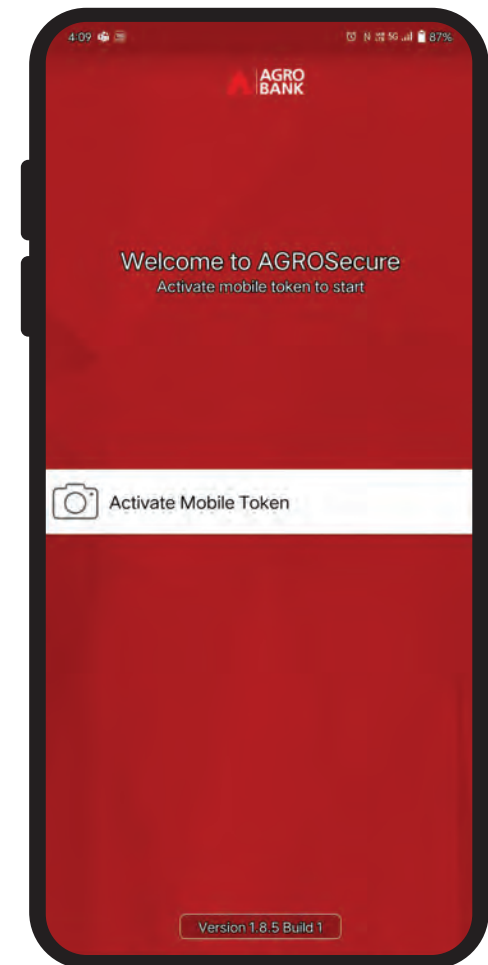 4:09
5G 87%
AGRO
BANK
Welcome to AGROSecure
Activate mobile token to start
Activate Mobile Token
Version 1.8.5 Build 1